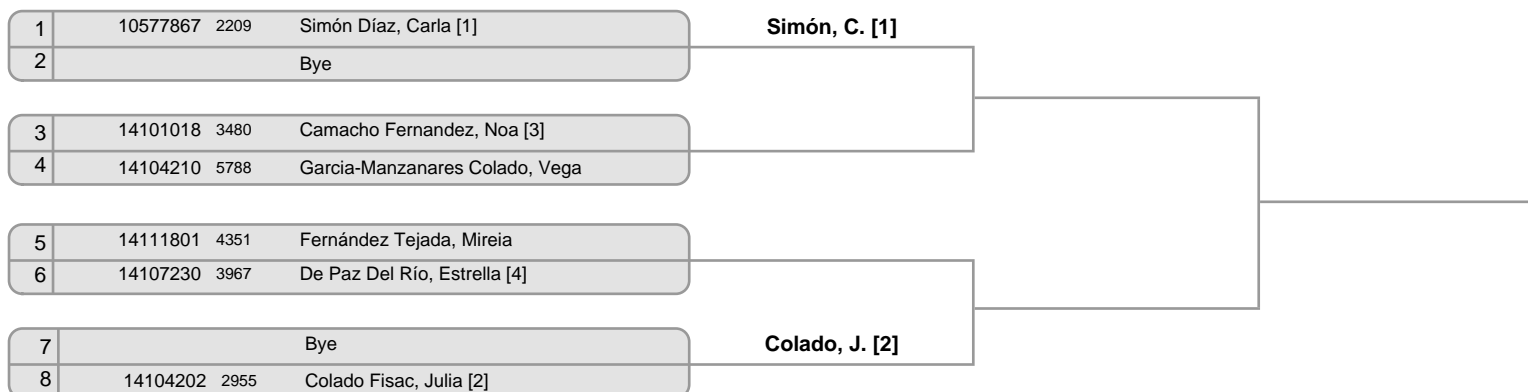 1 10577867 2209 Simón Díaz, Carla [1] Simón, C. [1]
2 Bye
3 14101018 3480 Camacho Fernandez, Noa [3]
4 14104210 5788 Garcia-Manzanares Colado, Vega
5 14111801 4351 Fernández Tejada, Mireia
6 14107230 3967 De Paz Del Río, Estrella [4]
7 Bye Colado, J. [2]
8 14104202 2955 Colado Fisac, Julia [2]